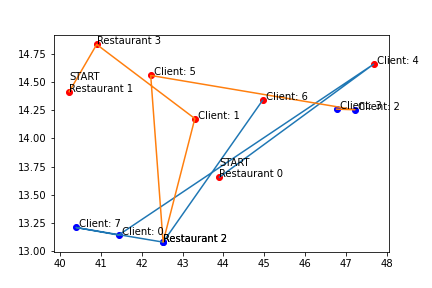 Restaurant 3
14.75
Client: 4
START
Client: 5
Restaurant 1
14.50
Client: 6
Client: 3
Client: 2
14.25
Client: 1
14.00
START
13.75
Restaurant 0
13.50
13.25
Client: 7
Client: 0
Restaurant 2
13.00
40 41 42 43 44 45 46 47 48